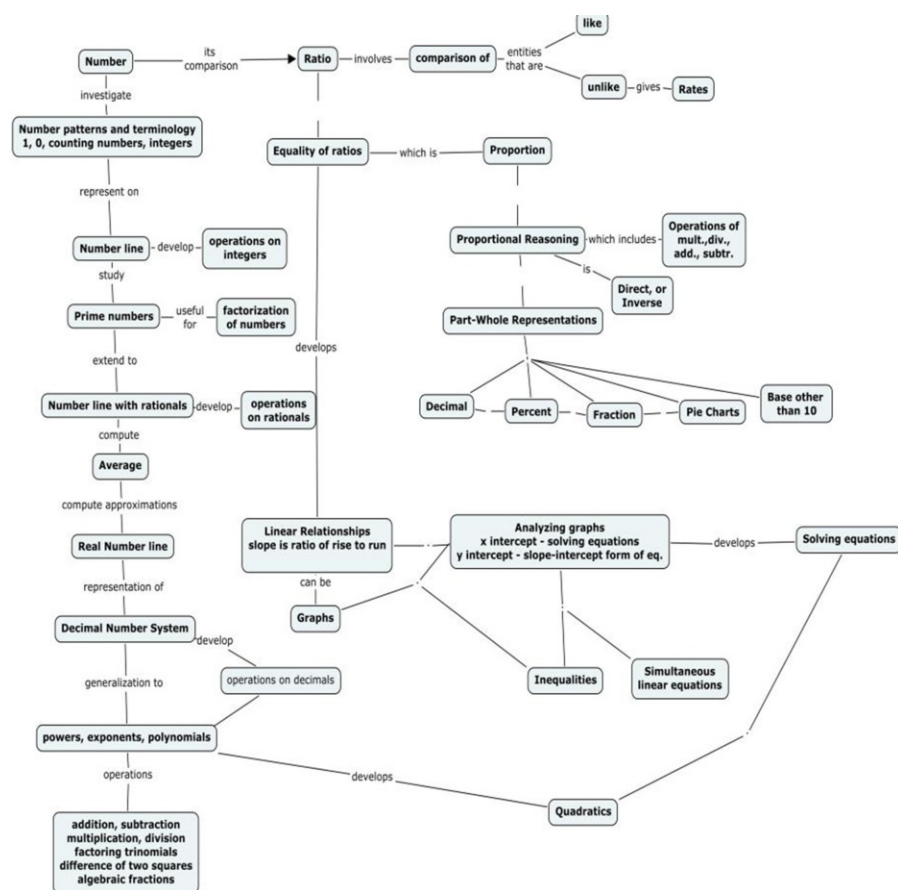 like
its
comparison
entities
that are
Number
Ratio
involves
comparison of
unlike
gives
Rates
investigate
Number patterns and terminology
1, 0, counting numbers, integers
Equality of ratios
which is
Proportion
represent on
Number line
develop
operations on
integers
Proportional Reasoning
which includes
Operations of
mult.,div.,
add., subtr.
study
is
Direct, or
Inverse
Prime numbers
useful
for
factorization
of numbers
Part-Whole Representations
develops
extend to
Number line with rationals
develop
operations
on rationals
Decimal
Percent
Fraction
Pie Charts
Base other
than 10
compute
Average
compute approximations
Real Number line
Linear Relationships
slope is ratio of rise to run
Analyzing graphs
x intercept - solving equations
y intercept - slope-intercept form of eq.
develops
Solving equations
can be
Graphs
representation of
Decimal Number System
develop
operations on decimals
Inequalities
Simultaneous
linear equations
generalization to
powers, exponents, polynomials
operations
develops
Quadratics
addition, subtraction
multiplication, division
factoring trinomials
difference of two squares
algebraic fractions